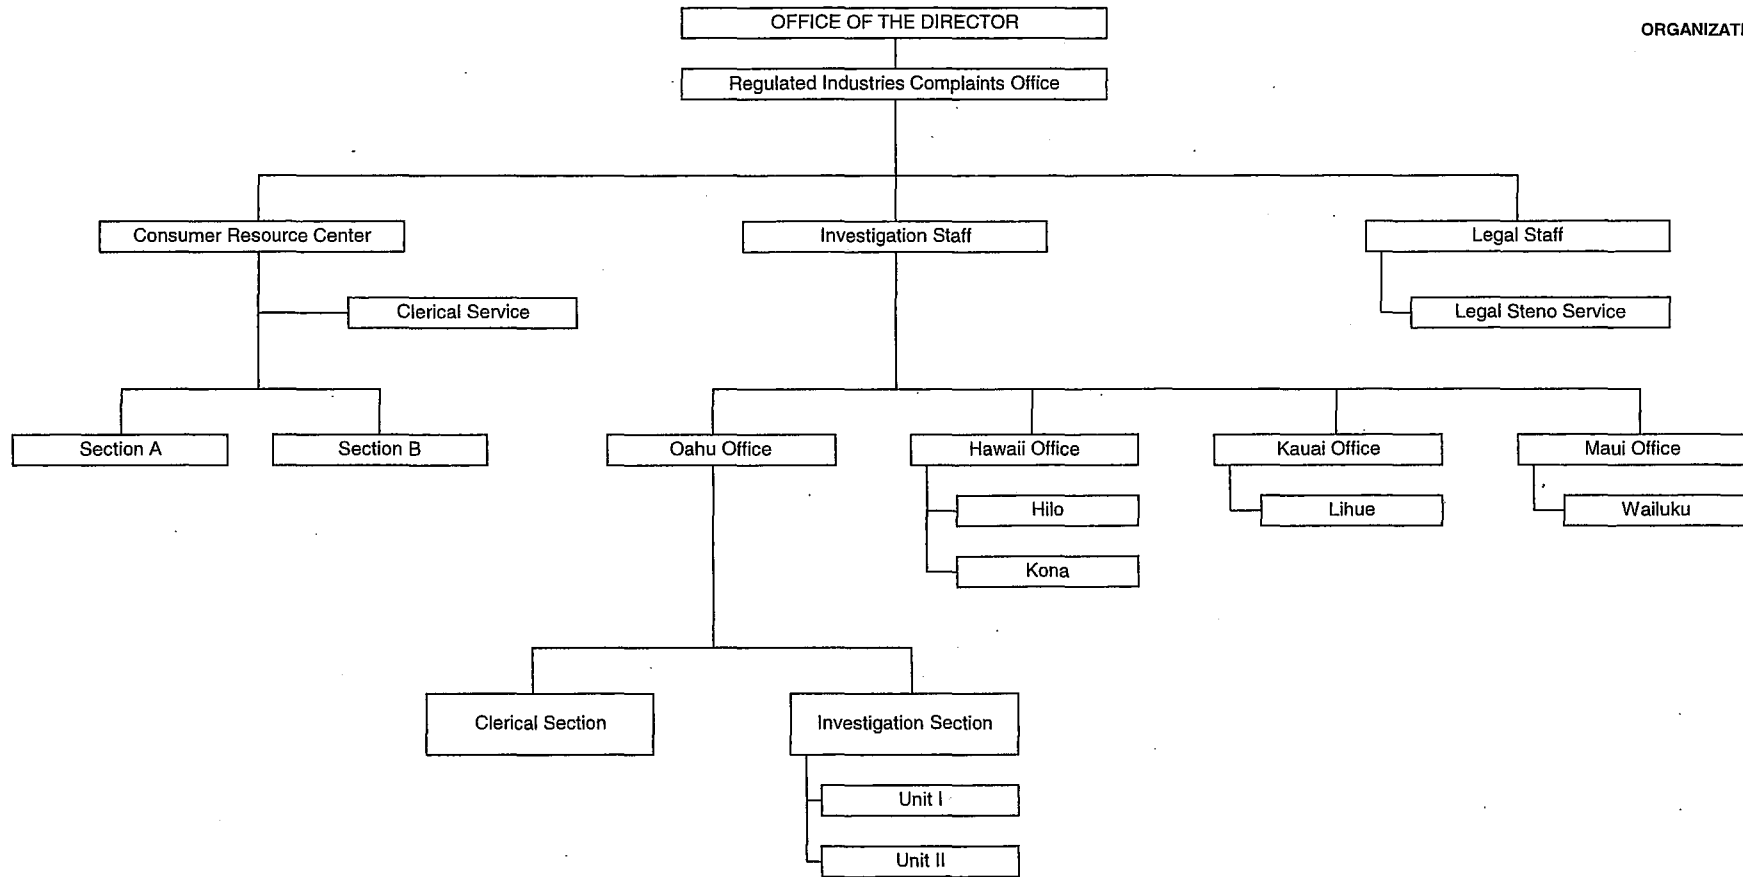 OFFICE OF THE DIRECTOR
ORGANIZATI
Regulated Industries Complaints Office
Consumer Resource Center
Investigation Staff
Legal Staff
Clerical Service
Legal Steno Service
Section A
Section B
Oahu Office
Hawaii Office
Kauai Office
Maui Office
Hilo
Lihue
Wailuku
Kona
Clerical Section
Investigation Section
Unit I
Unit II